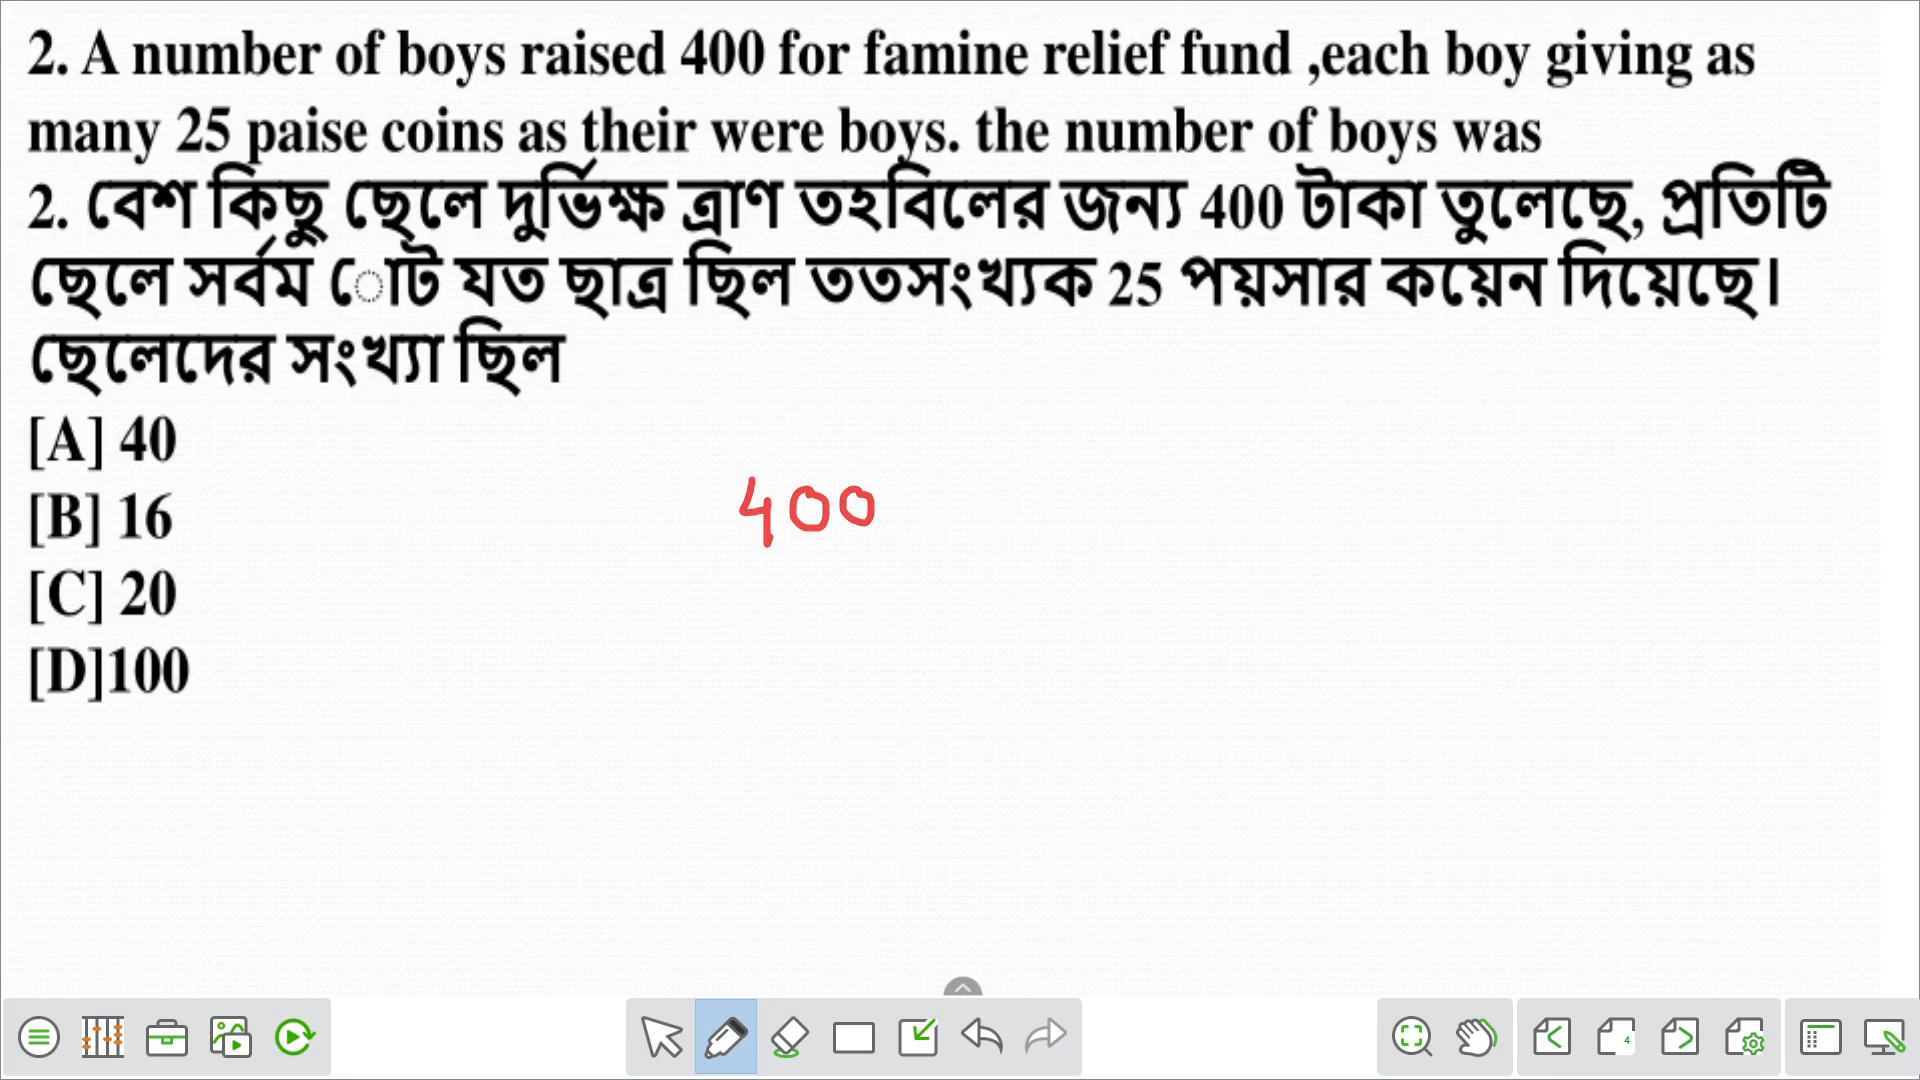 2. A number of boys raised 400 for famine relief fund ,each boy giving as
many 25 paise coins as their were boys. the number of boys was
2. বেশ কিছু ছেলে দুর্ভিক্ষ ত্রাণ তহবিলের জন্য 400 টাকা তুলেছে, প্রতিটি
ছেলে সর্বম োট যত ছাত্র ছিল ততসংখ্যক 25 পয়সার কয়েন দিয়েছে।
ছেলেদের সংখ্যা ছিল
[A] 40
400
[B] 16
[C] 20
[D]100
4